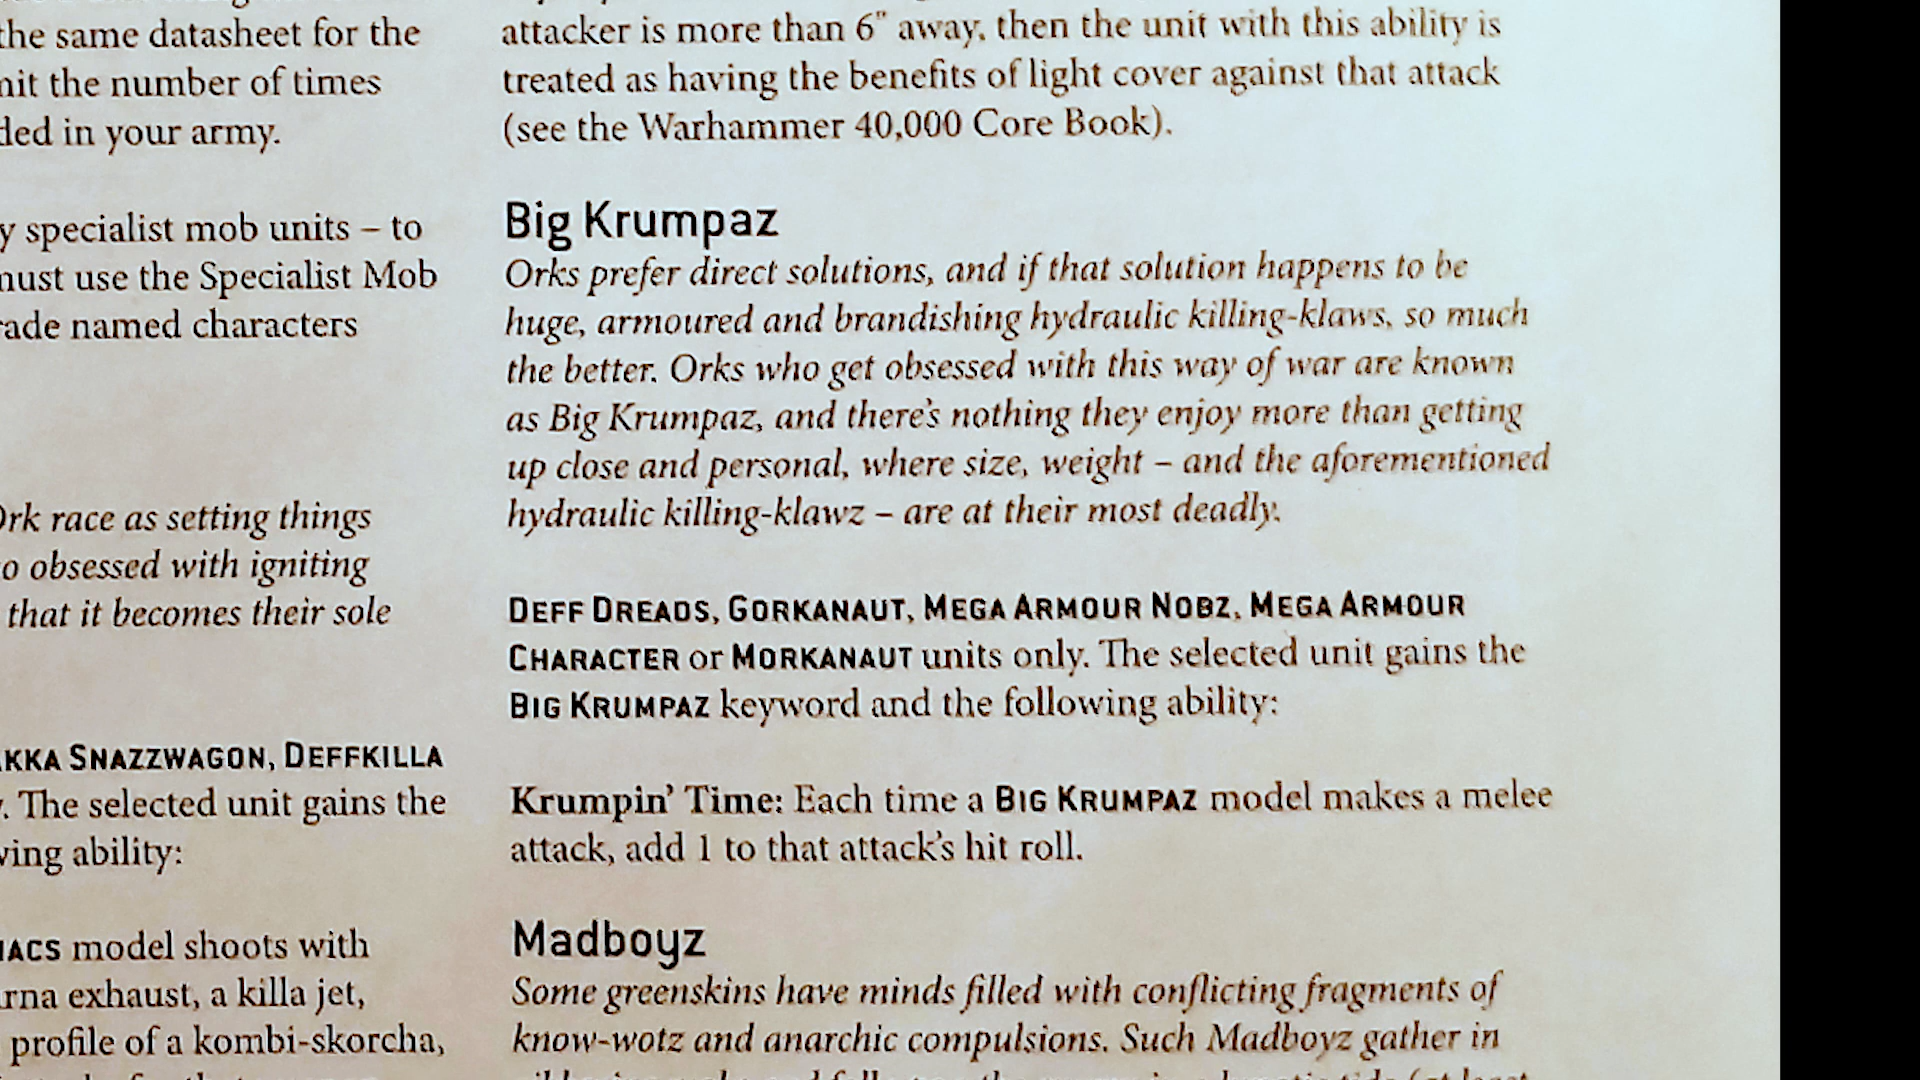 the same datasheet for the
the number of times
in your army.
specialist mob units – to
must use the Specialist Mob
named characters
Ork race as setting things
obsessed with igniting
that it becomes their sole
SNAZZWAGON, DEFFKILLA
The selected unit gains the
ability:
model shoots with
exhaust, a killa jet,
profile of a kombi-skorcha,
attacker is more than 6" away, then the unit with this ability is
treated as having the benefits of light cover against that attack
(see the Warhammer 40,000 Core Book).
Big Krumpaz
Orks prefer direct solutions, and if that solution happens to be
huge, armoured and brandishing hydraulic killing-klaws, so much
the better. Orks who get obsessed with this way of war are known
as Big Krumpaz, and there's nothing they enjoy more than getting
up close and personal, where size, weight – and the aforementioned
hydraulic killing-klawz – are at their most deadly.
DEFF DREADS, GORKANAUT, MEGA ARMOUR NOBZ, MEGA ARMOUR
CHARACTER or MORKANAUT units only. The selected unit gains the
BIG KRUMPAZ keyword and the following ability:
Krumpin' Time: Each time a BIG KRUMPAZ model makes a melee
attack, add 1 to that attack's hit roll.
Madboyz
Some greenskins have minds filled with conflicting fragments of
know-wotz and anarchic compulsions. Such Madboyz gather in